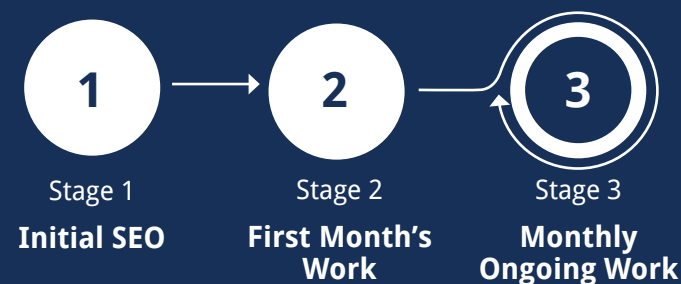 1
2
3
Stage 1
Stage 2
Stage 3
Initial SEO
First Month’s
Work
Monthly
Ongoing Work